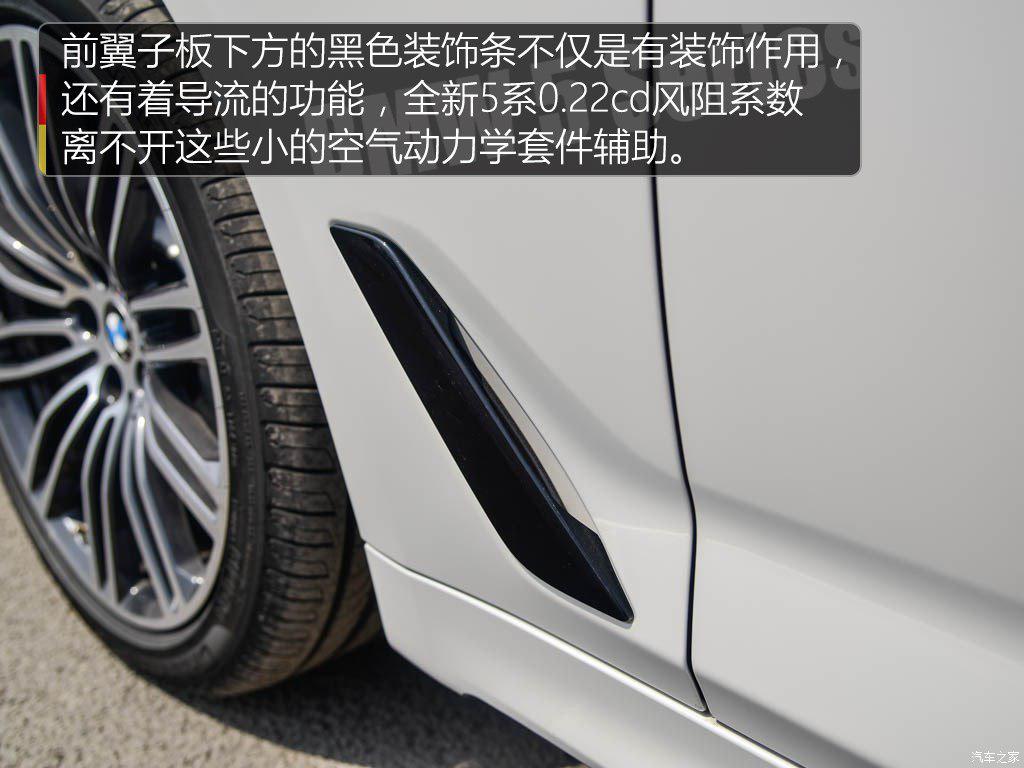 前翼子板下方的黑色装饰条不仅是有装饰作用，
还有着导流的功能，全新5系0.22cd风阻系数
离不开这些小的空气动力学套件辅助。
汽车之家